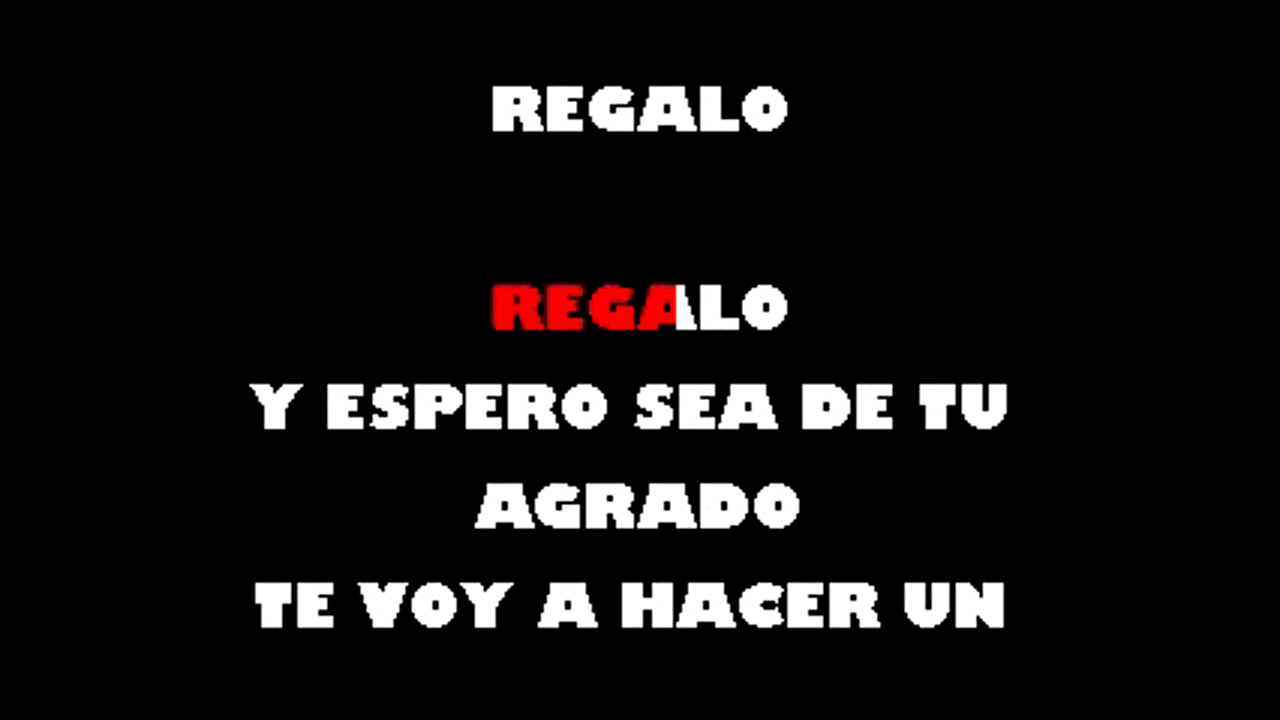 REGALO
REGALO
Y ESPERO SEA DE TU
AGRADO
TE VOY A HACER UN